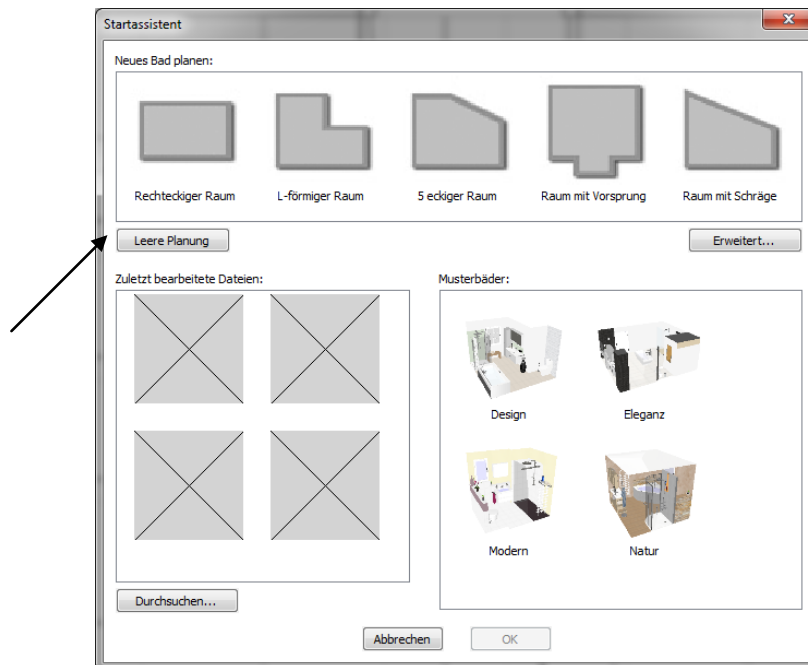 Startassistent
Neues Bad planen:
Rechteckiger Raum
L-förmiger Raum
5 eckiger Raum
Raum mit Vorsprung
Raum mit Schräge
Leere Planung
Erweitert...
Zuletzt bearbeitete Dateien:
Musterbäder:
Design
Eleganz
Modern
Natur
Durchsuchen...
Abbrechen
OK